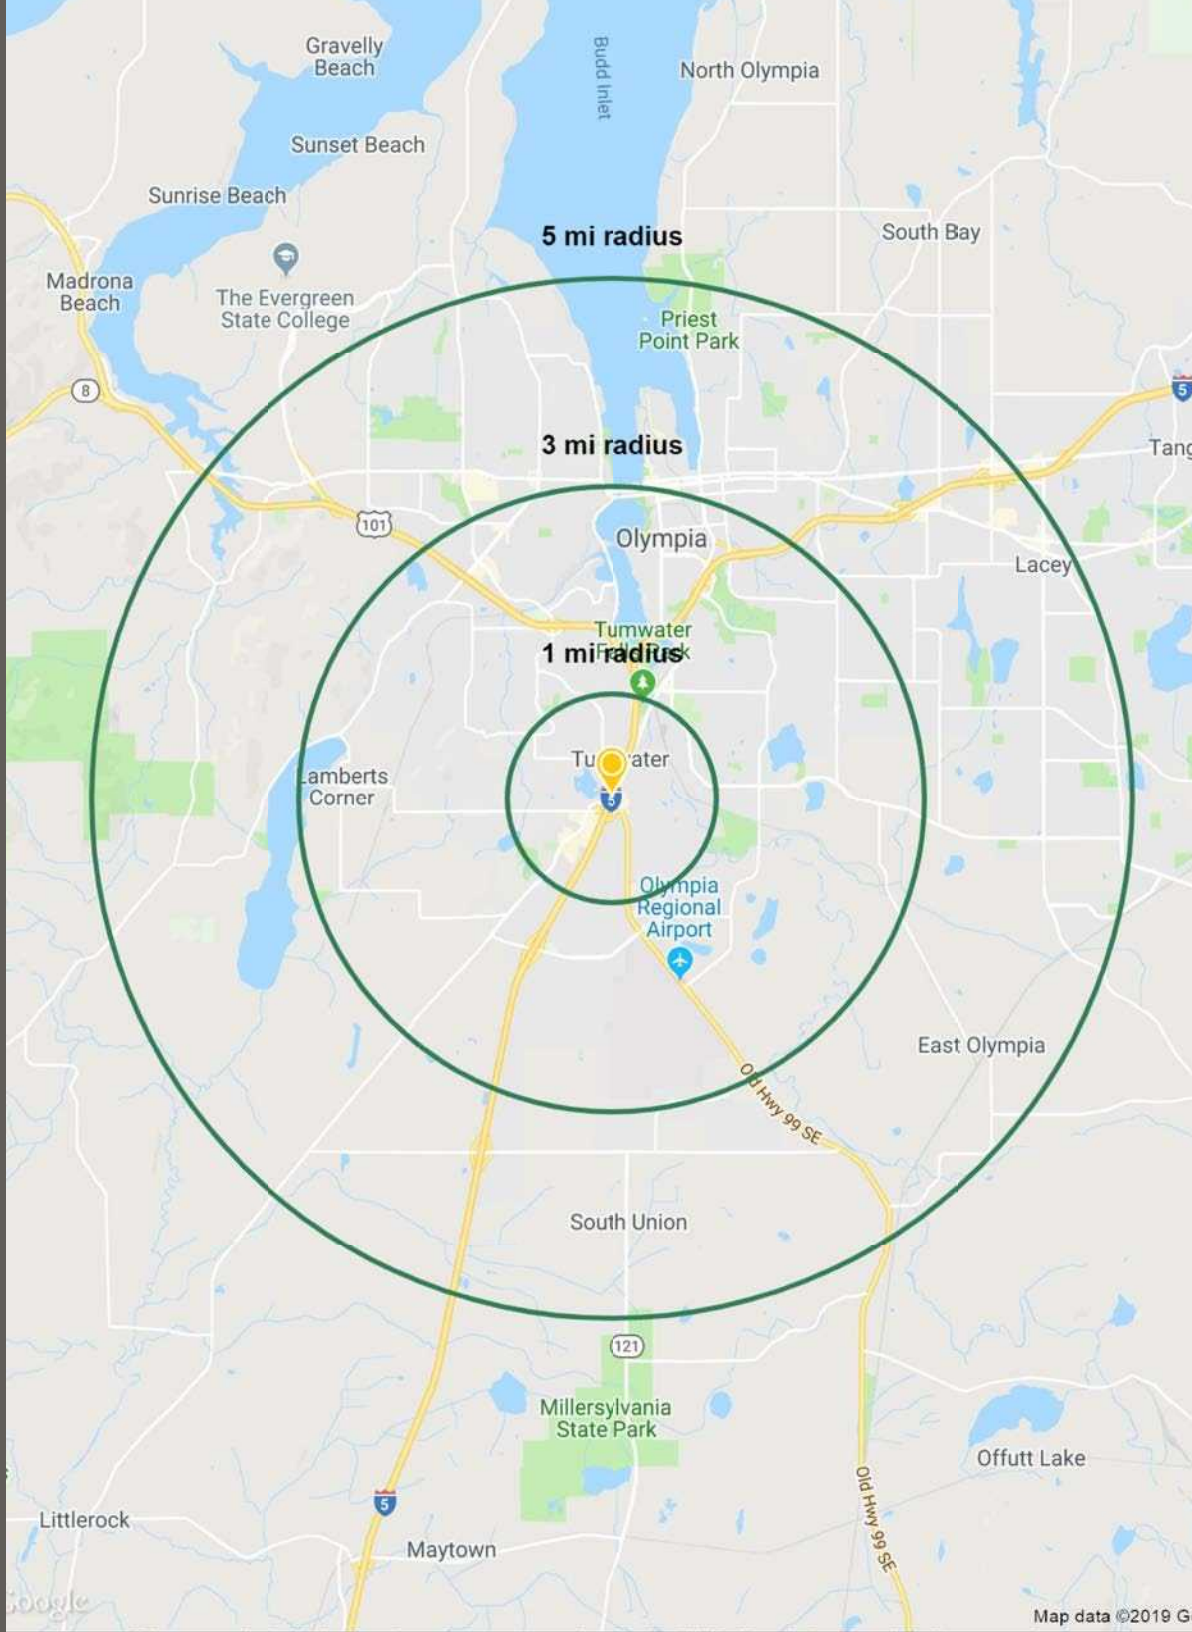 Gravelly
Beach
Budd Inlet
North Olympia
Sunset Beach
Sunrise Beach
5 mi radius
South Bay
Madrona
Beach
The Evergreen
State College
Priest
Point Park
8
5
3 mi radius
Tang
101
Olympia
Lacey
Tumwater
1 mi radius
Tumwater
Lamberts
Corner
5
Olympia
Regional
Airport
East Olympia
Old Hwy 99 SE
South Union
121
Millersylvania
State Park
Offutt Lake
Old Hwy 99 SE
5
Littlerock
Maytown
Google
Map data ©2019 G